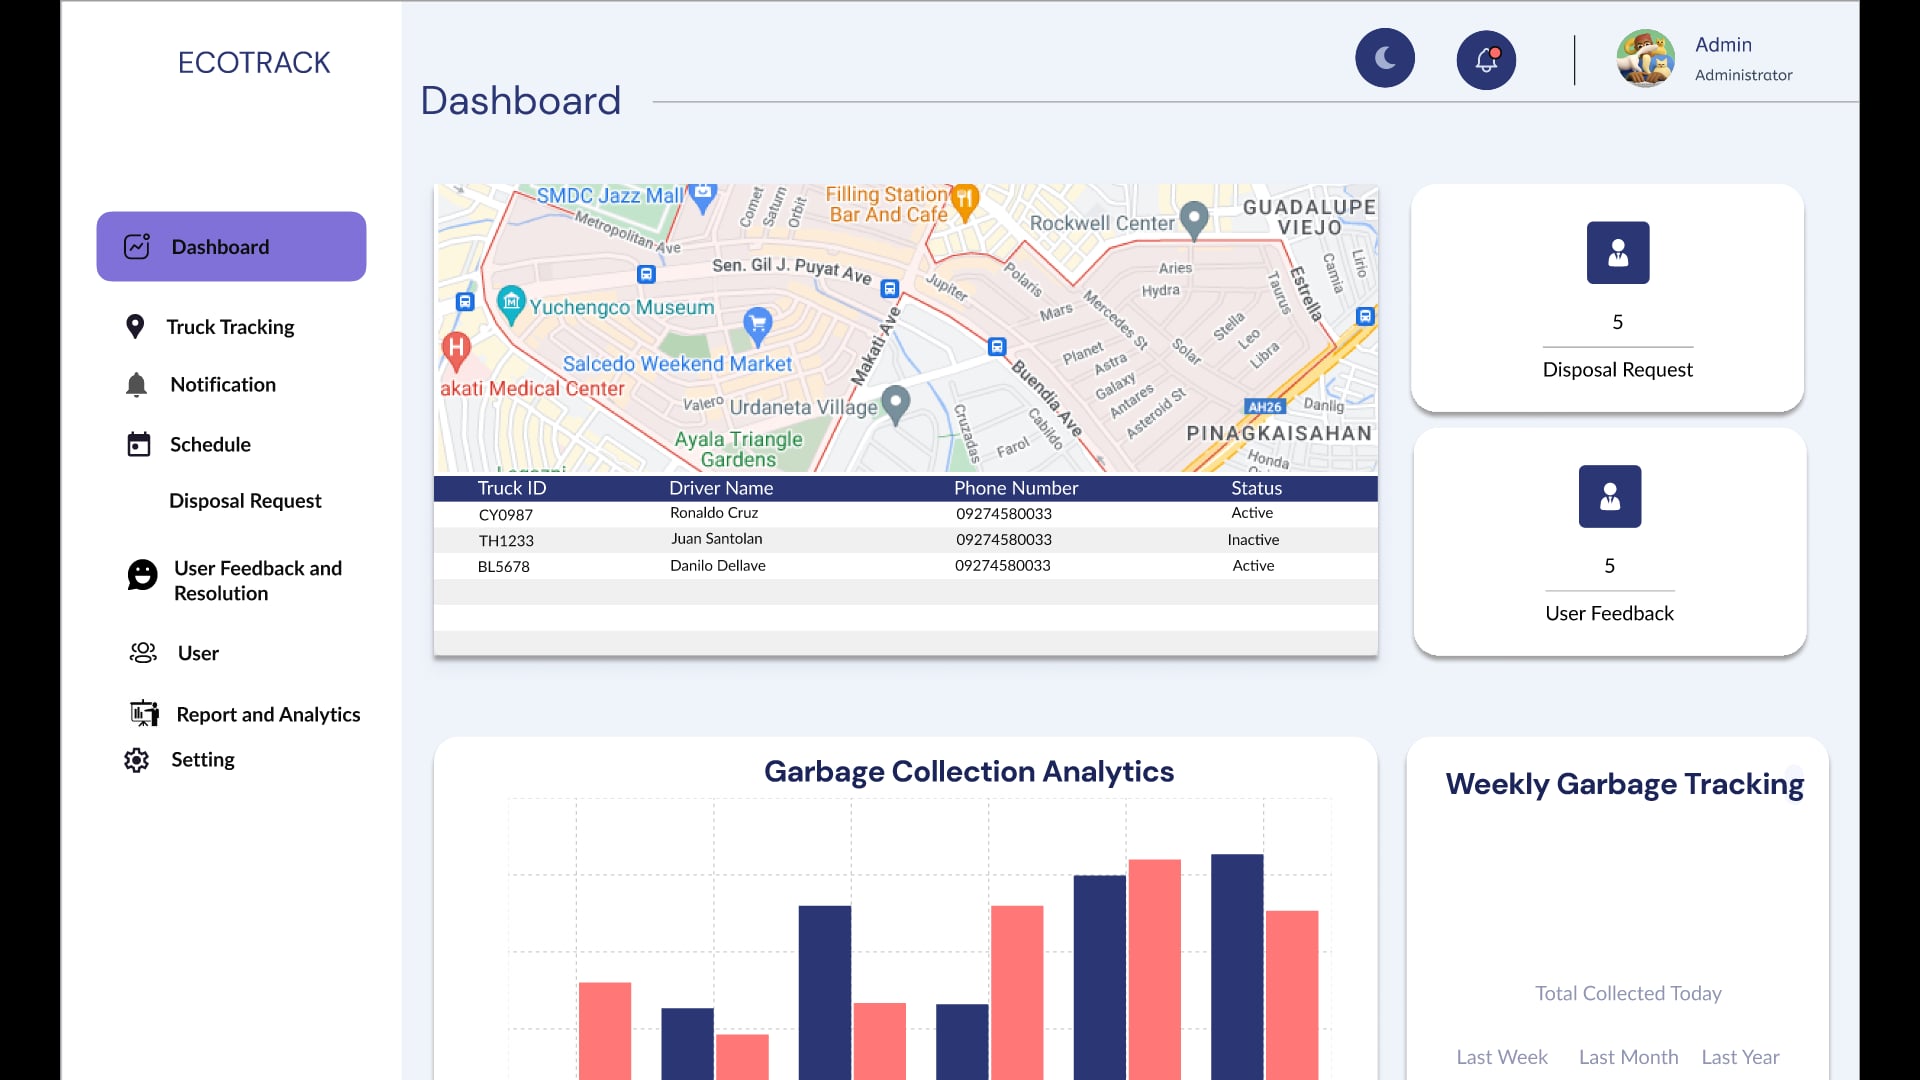 ECOTRACK
Dashboard
Admin
Administrator
Dashboard
Truck Tracking
Notification
Schedule
Disposal Request
User Feedback and
Resolution
User
Report and Analytics
Setting
SMDC Jazz Mall
Metropolitan Ave
Comet
Saturn
Orbit
Filling Station
Bar And Cafe
Rockwell Center
GUADALUPE
VIEJO
Sen. Gil J. Puyat Ave
Jupiter
Polaris
Aries
Hydra
Mars
Mercedes St
Taurus
Estrella
Camia
Lirio
Yuchengco Museum
Salcedo Weekend Market
Makati Ave
Planet
Astra
Galaxy
Antares
Asteroid St
Solar
Stella
Leo
Libra
H
akati Medical Center
Valero
Urdaneta Village
Buendia Ave
AH26
Danlig
Ayala Triangle
Gardens
Cruzadas
Farol
Cabildo
PINAGKAISAHAN
Honda
Truck ID Driver Name Phone Number Status
CY0987 Ronaldo Cruz 09274580033 Active
TH1233 Juan Santolan 09274580033 Inactive
BL5678 Danilo Dellave 09274580033 Active
5
Disposal Request
5
User Feedback
Garbage Collection Analytics
Weekly Garbage Tracking
Total Collected Today
Last Week Last Month Last Year